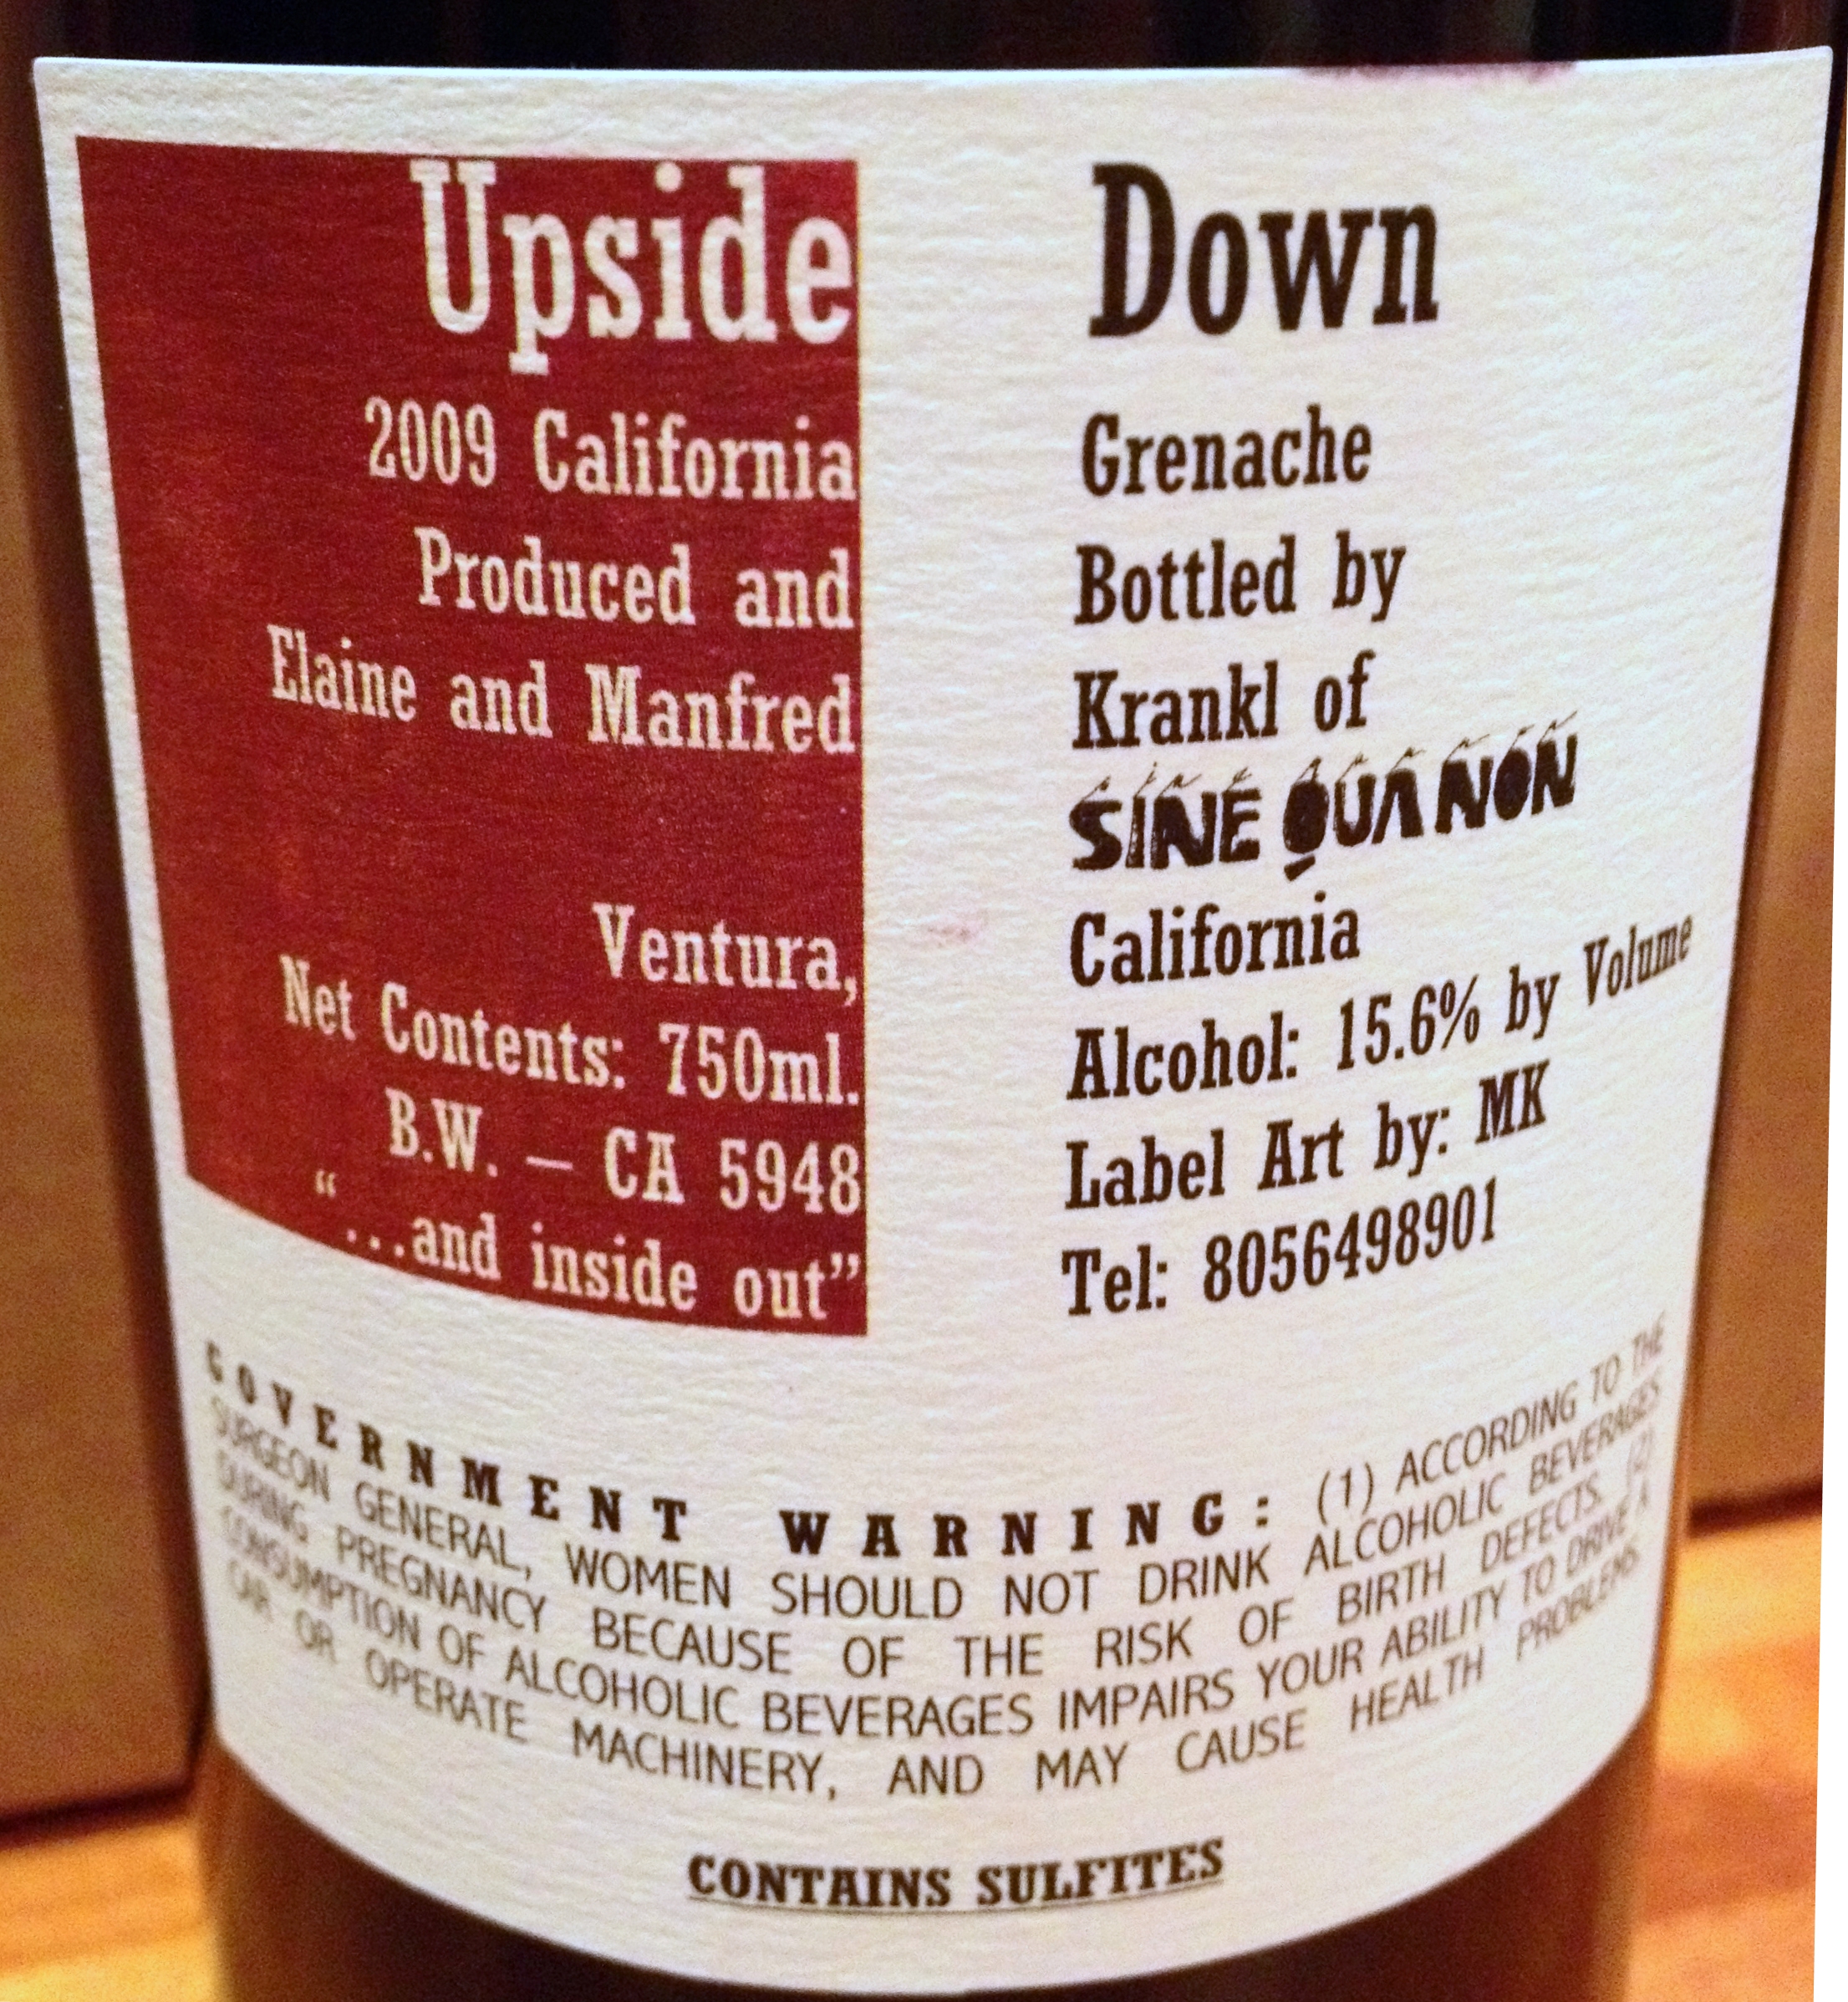 Upside Down
2009 California Grenache
Produced and Bottled by
Elaine and Manfred Krankl of
SINE QUA NON
Ventura, California
Net Contents: 750ml. Alcohol: 15.6% by Volume
B.W. – CA 5948 Label Art by: MK
“...and inside out” Tel: 8056498901
GOVERNMENT WARNING: (1) ACCORDING TO THE
SURGEON GENERAL, WOMEN SHOULD NOT DRINK ALCOHOLIC BEVERAGES
DURING PREGNANCY BECAUSE OF THE RISK OF BIRTH DEFECTS. (2)
CONSUMPTION OF ALCOHOLIC BEVERAGES IMPAIRS YOUR ABILITY TO DRIVE A
CAR OR OPERATE MACHINERY, AND MAY CAUSE HEALTH PROBLEMS.
CONTAINS SULFITES